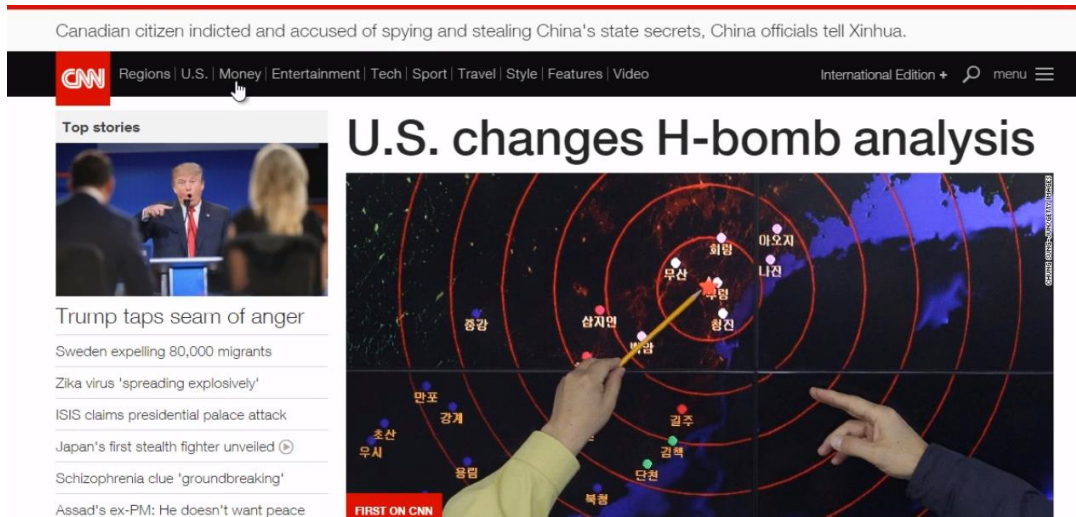 Canadian citizen indicted and accused of spying and stealing China's state secrets, China officials tell Xinhua.
CNN
Regions | U.S. | Money | Entertainment | Tech | Sport | Travel | Style | Features | Video
International Edition +
menu
Top stories
U.S. changes H-bomb analysis
CHUNG SUNG-JUN/GETTY IMAGES
회령
아오지
무산
나진
청진
중강
삼지연
만포
강계
초산
우시
길주
김책
용림
단천
북청
FIRST ON CNN
Trump taps seam of anger
Sweden expelling 80,000 migrants
Zika virus 'spreading explosively'
ISIS claims presidential palace attack
Japan's first stealth fighter unveiled
Schizophrenia clue 'groundbreaking'
Assad's ex-PM: He doesn't want peace